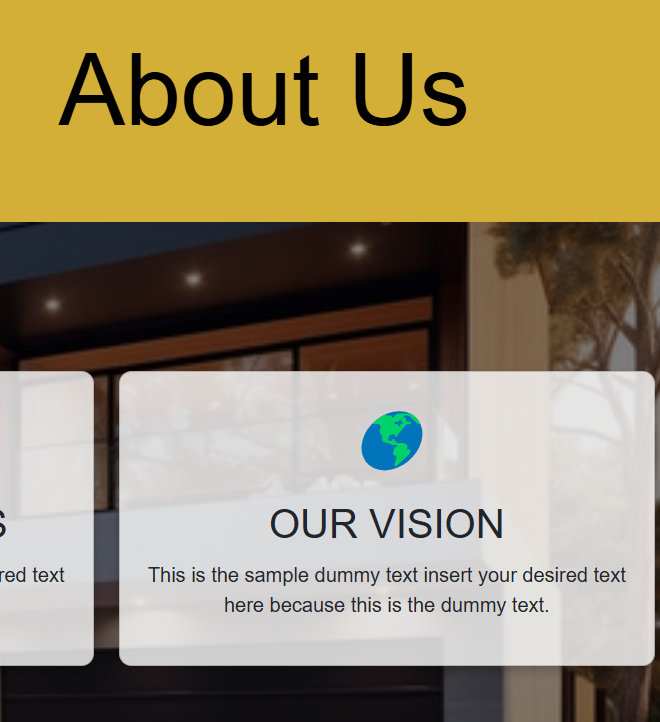 About Us
S
red text
OUR VISION
This is the sample dummy text insert your desired text
here because this is the dummy text.